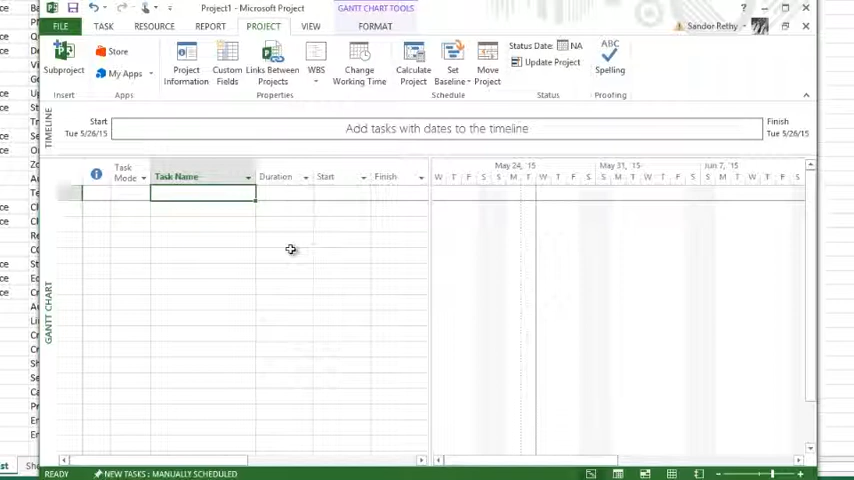 Project1 - Microsoft Project
GANTT CHART TOOLS
FILE TASK RESOURCE REPORT PROJECT VIEW FORMAT
Sandor Rethy
Subproject
Store
My Apps
Project Information
Custom Fields
Links Between Projects
WBS
Change Working Time
Calculate Project
Set Baseline
Move Project
Status Date: NA
Update Project
ABC
Spelling
Insert Apps Properties Schedule Status Proofing
TIMELINE
Start
Tue 5/26/15
Add tasks with dates to the timeline
Finish
Tue 5/26/15
Task Mode Task Name Duration Start Finish
May 24, '15 May 31, '15 Jun 7, '15
W T F S S M T W T F S S M T W T F S S M T W T F S
GANTT CHART
READY NEW TASKS : MANUALLY SCHEDULED